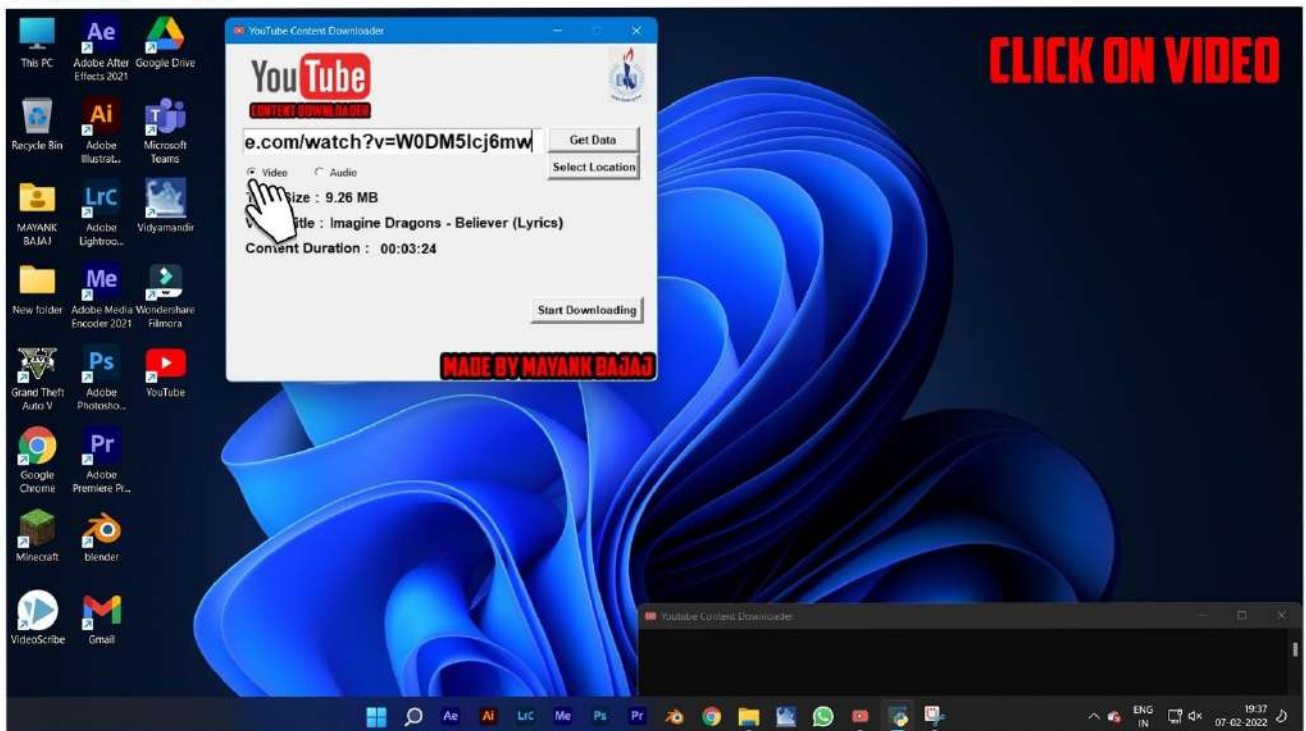 CLICK ON VIDEO
This PC
Adobe After Effects 2021
Google Drive
Recycle Bin
Adobe Illustrat...
Microsoft Teams
MAYANK BAJAJ
Adobe Lightroo...
Vidyamandir
New folder
Adobe Media Encoder 2021
Wondershare Filmora
Grand Theft Auto V
Adobe Photosho...
YouTube
Google Chrome
Adobe Premiere Pr...
Minecraft
blender
VideoScribe
Gmail
YouTube Content Downloader
YouTube
CONTENT DOWNLOADER
e.com/watch?v=W0DM5lcj6mw
Get Data
Video
Audio
Select Location
Size : 9.26 MB
Title : Imagine Dragons - Believer (Lyrics)
Content Duration : 00:03:24
Start Downloading
MADE BY MAYANK BAJAJ
Youtube Content Downloader
Ae Ai LrC Me Ps Pr
ENG
IN
19:37
07-02-2022